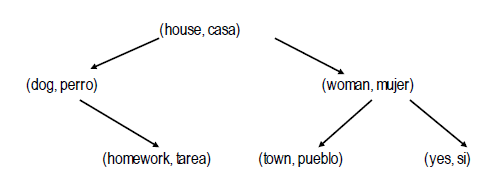 (house, casa)
(dog, perro)
(woman, mujer)
(homework, tarea)
(town, pueblo)
(yes, si)